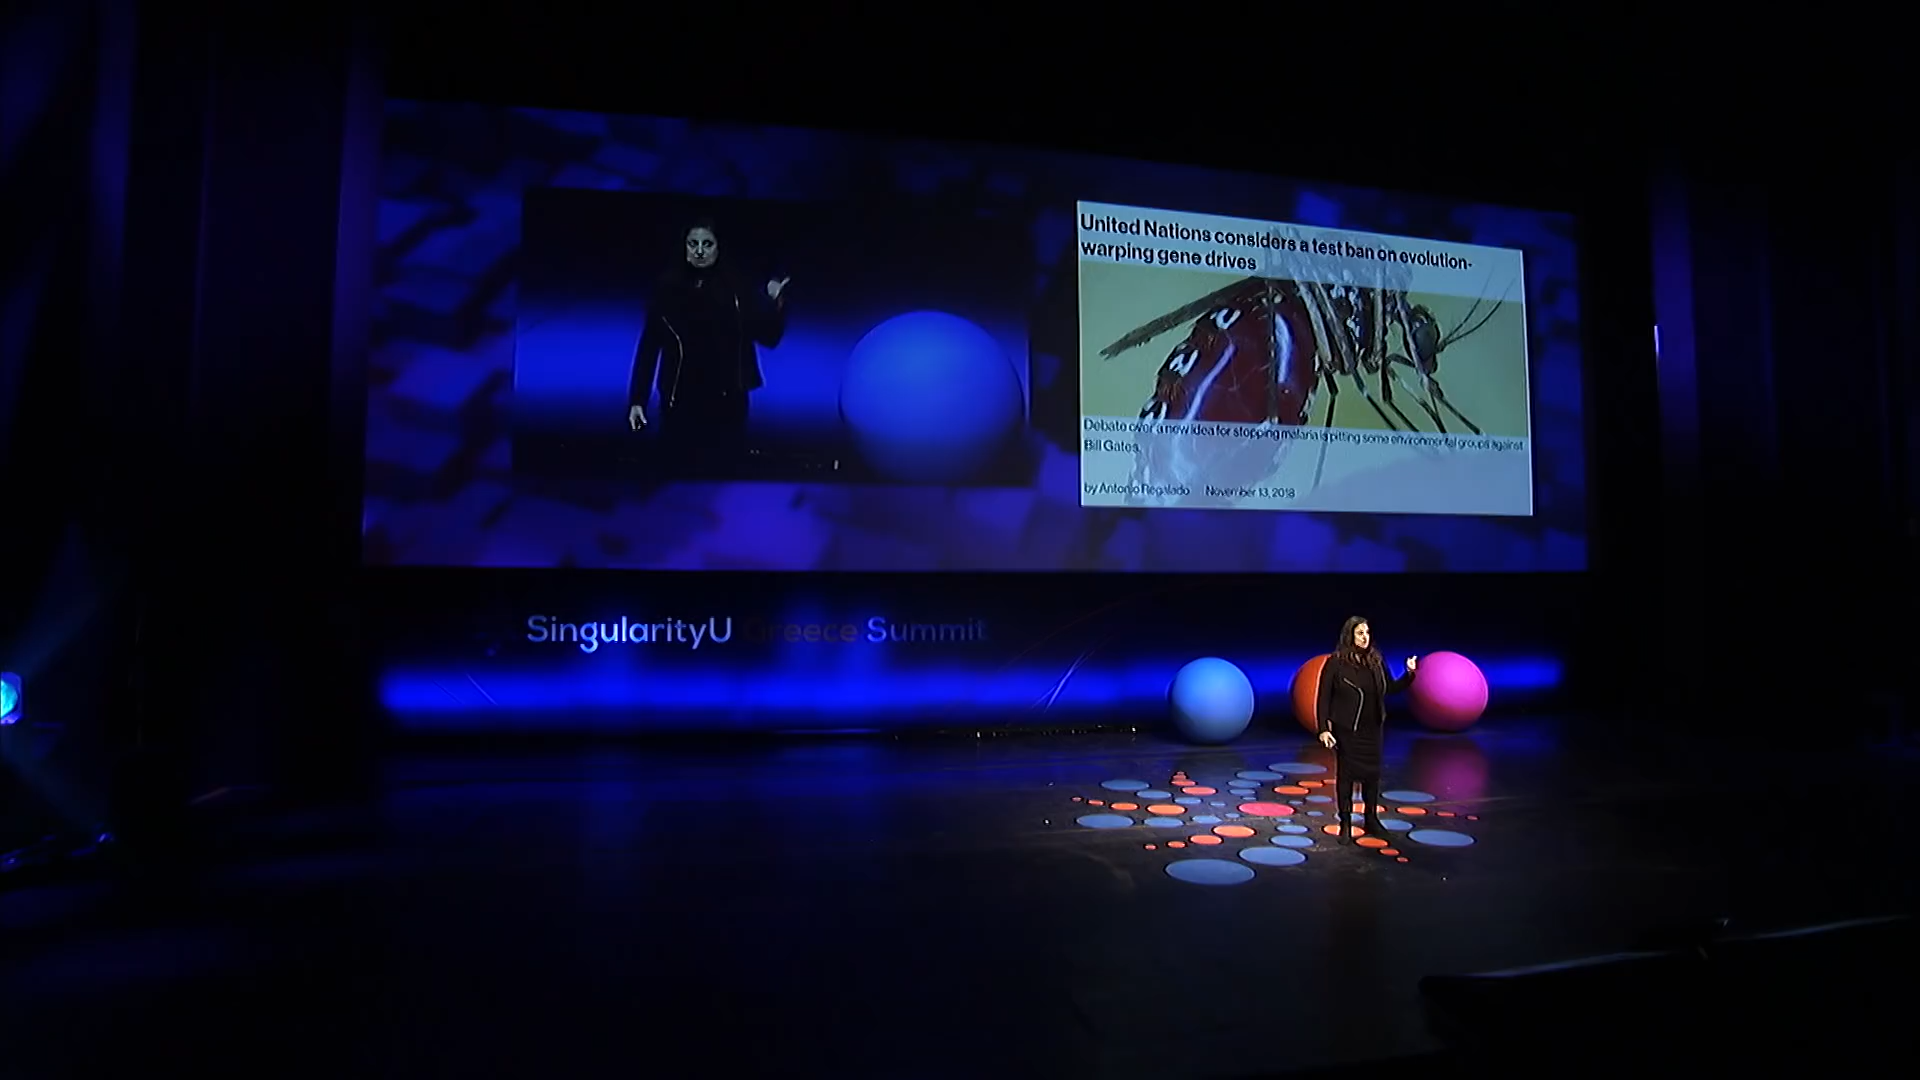 United Nations considers a test ban on evolution-
warping gene drives
Debate over a new idea for stopping malaria is pitting some environmental groups against
Bill Gates.
by Antonio Regalado November 13, 2018
SingularityU Greece Summit